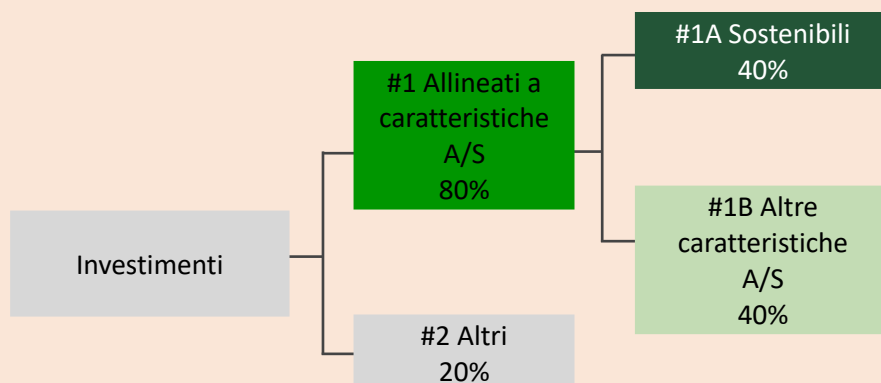 #1A Sostenibili
40%
#1 Allineati a
caratteristiche
A/S
80%
#1B Altre
caratteristiche
A/S
40%
Investimenti
#2 Altri
20%